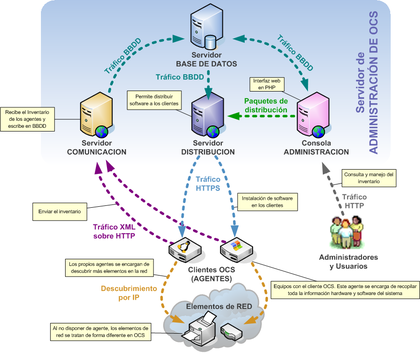 Servidor
BASE DE DATOS
Tráfico BBDD
Tráfico BBDD
Tráfico BBDD
Servidor de
ADMINISTRACIÓN DE OCS
Interfaz web
en PHP
Permite distribuir
software a los clientes
Paquetes de
distribución
Recibe el Inventario
de los agentes y
escribe en BBDD
Servidor
COMUNICACION
Servidor
DISTRIBUCION
Consola
ADMINISTRACION
Consulta y manejo del
inventario
Tráfico
HTTPS
Tráfico
HTTP
Instalación de software
en los clientes
Enviar el inventario
Tráfico XML
sobre HTTP
Administradores
y Usuarios
Clientes OCS
(AGENTES)
Los propios agentes se encargan de
descubrir más elementos en la red
Equipos con el cliente OCS. Este agente se encarga de recopilar
toda la información hardware y software del sistema
Descubrimiento
por IP
Elementos de RED
Al no disponer de agente, los elementos de
red se tratan de forma diferente en OCS